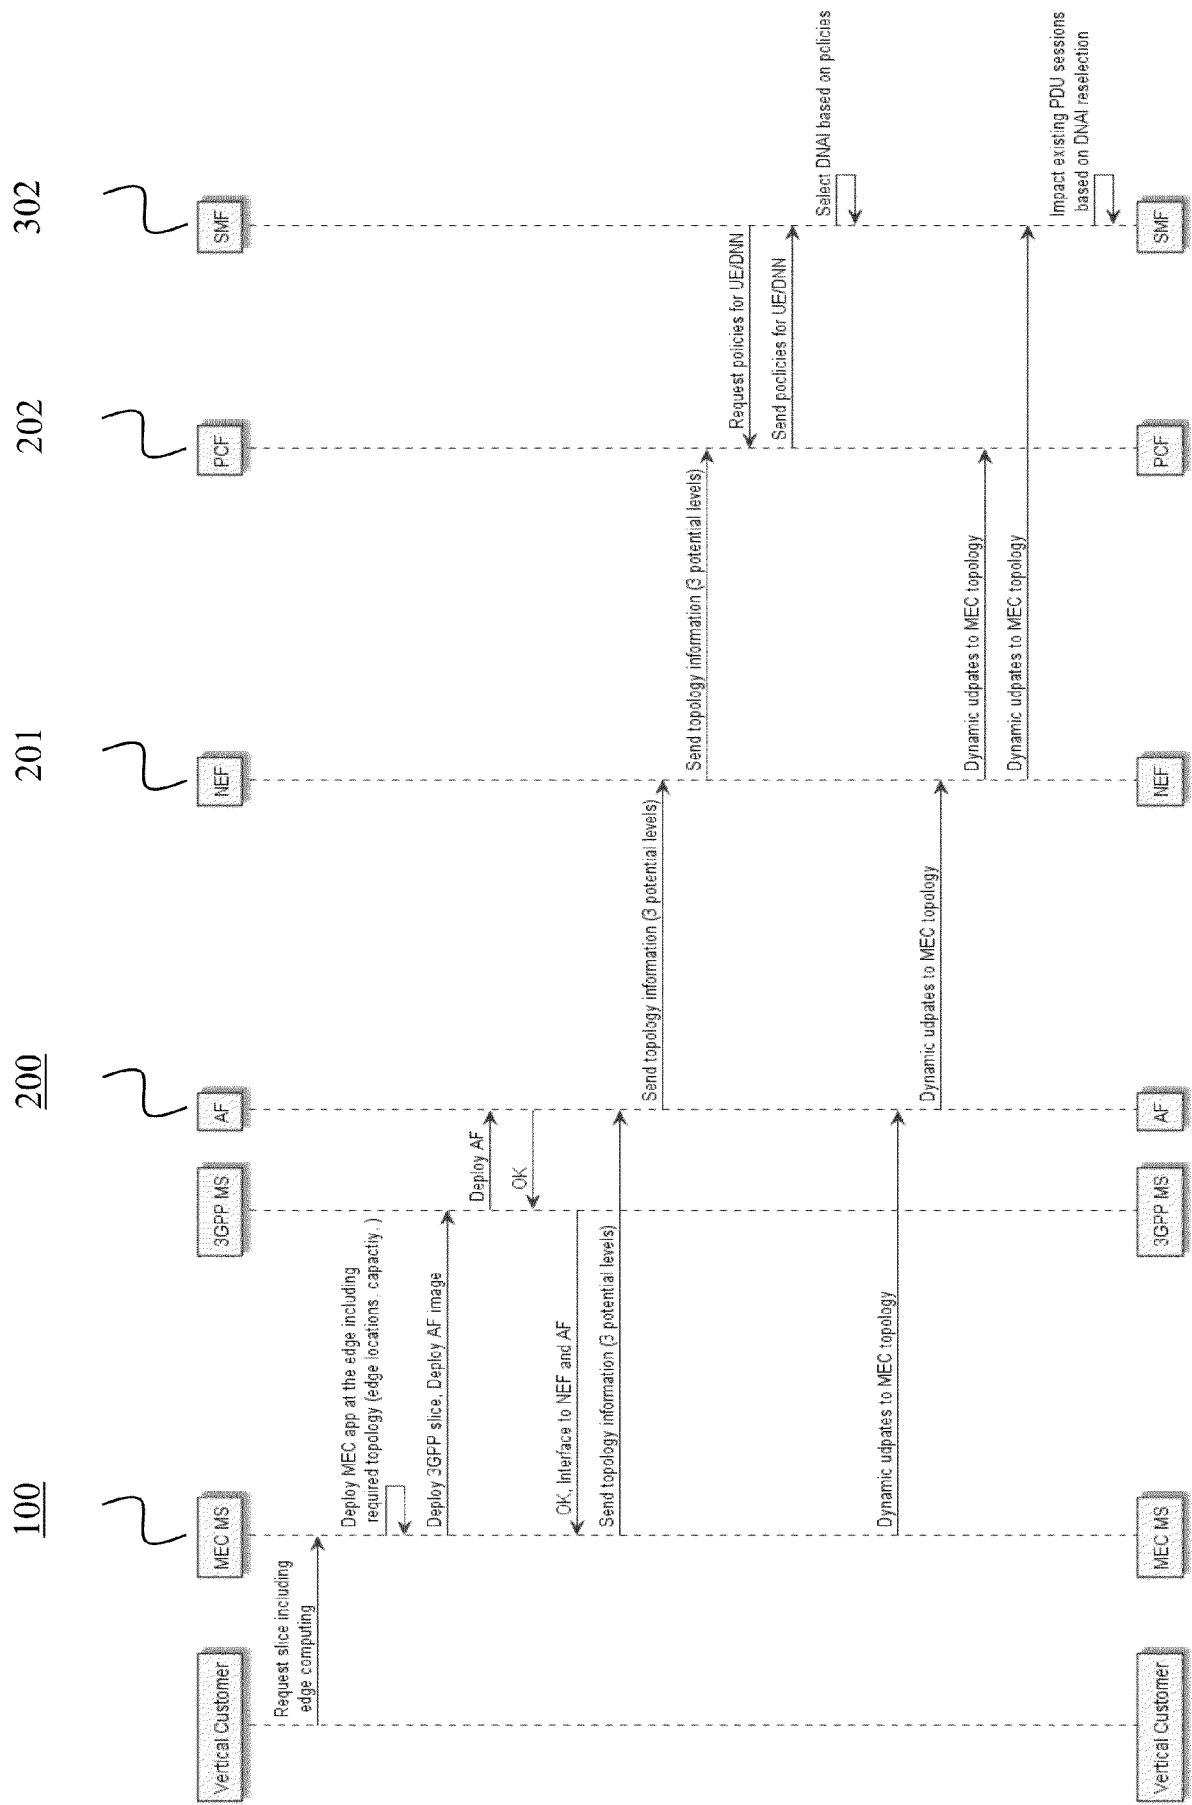 100
200
201
202
302
Vertical Customer
MEC MS
3GPP MS
AF
NEF
PCF
SMF
Request slice including
edge computing
Deploy MEC app at the edge including
required topology (edge locations, capactiy. )
Deploy 3GPP slice, Deploy AF image
Deploy AF
OK
OK, Interface to NEF and AF
Send topology information (3 potential levels)
Send topology information (3 potential levels)
Send topology information (3 potential levels)
Request policies for UE/DNN
Send poclicies for UE/DNN
Select DNAI based on policies
Dynamic udpates to MEC topology
Dynamic udpates to MEC topology
Dynamic udpates to MEC topology
Dynamic udpates to MEC topology
Impact existing PDU sessions
based on DNAI reselection
Vertical Customer
MEC MS
3GPP MS
AF
NEF
PCF
SMF